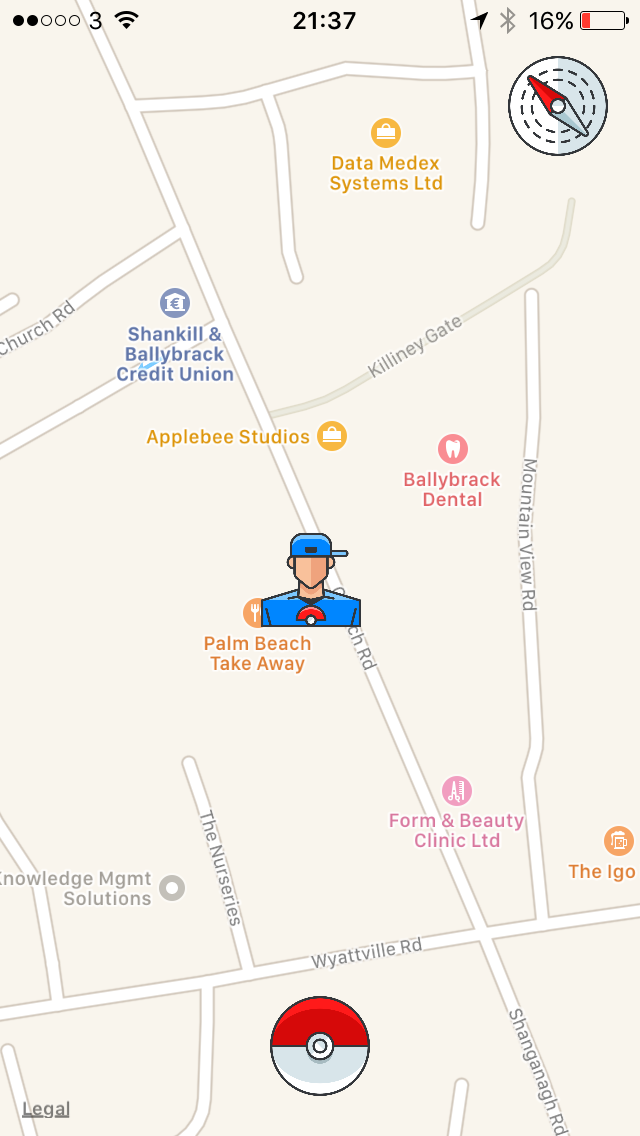 3 21:37 16%
Data Medex
Systems Ltd
Church Rd
Shankill &
Ballybrack
Credit Union
Killiney Gate
Applebee Studios
Ballybrack
Dental
Mountain View Rd
Palm Beach
Take Away
ch Rd
Form & Beauty
Clinic Ltd
The Nurseries
The Igo
Knowledge Mgmt
Solutions
Wyattville Rd
Shanganagh Rd
Legal